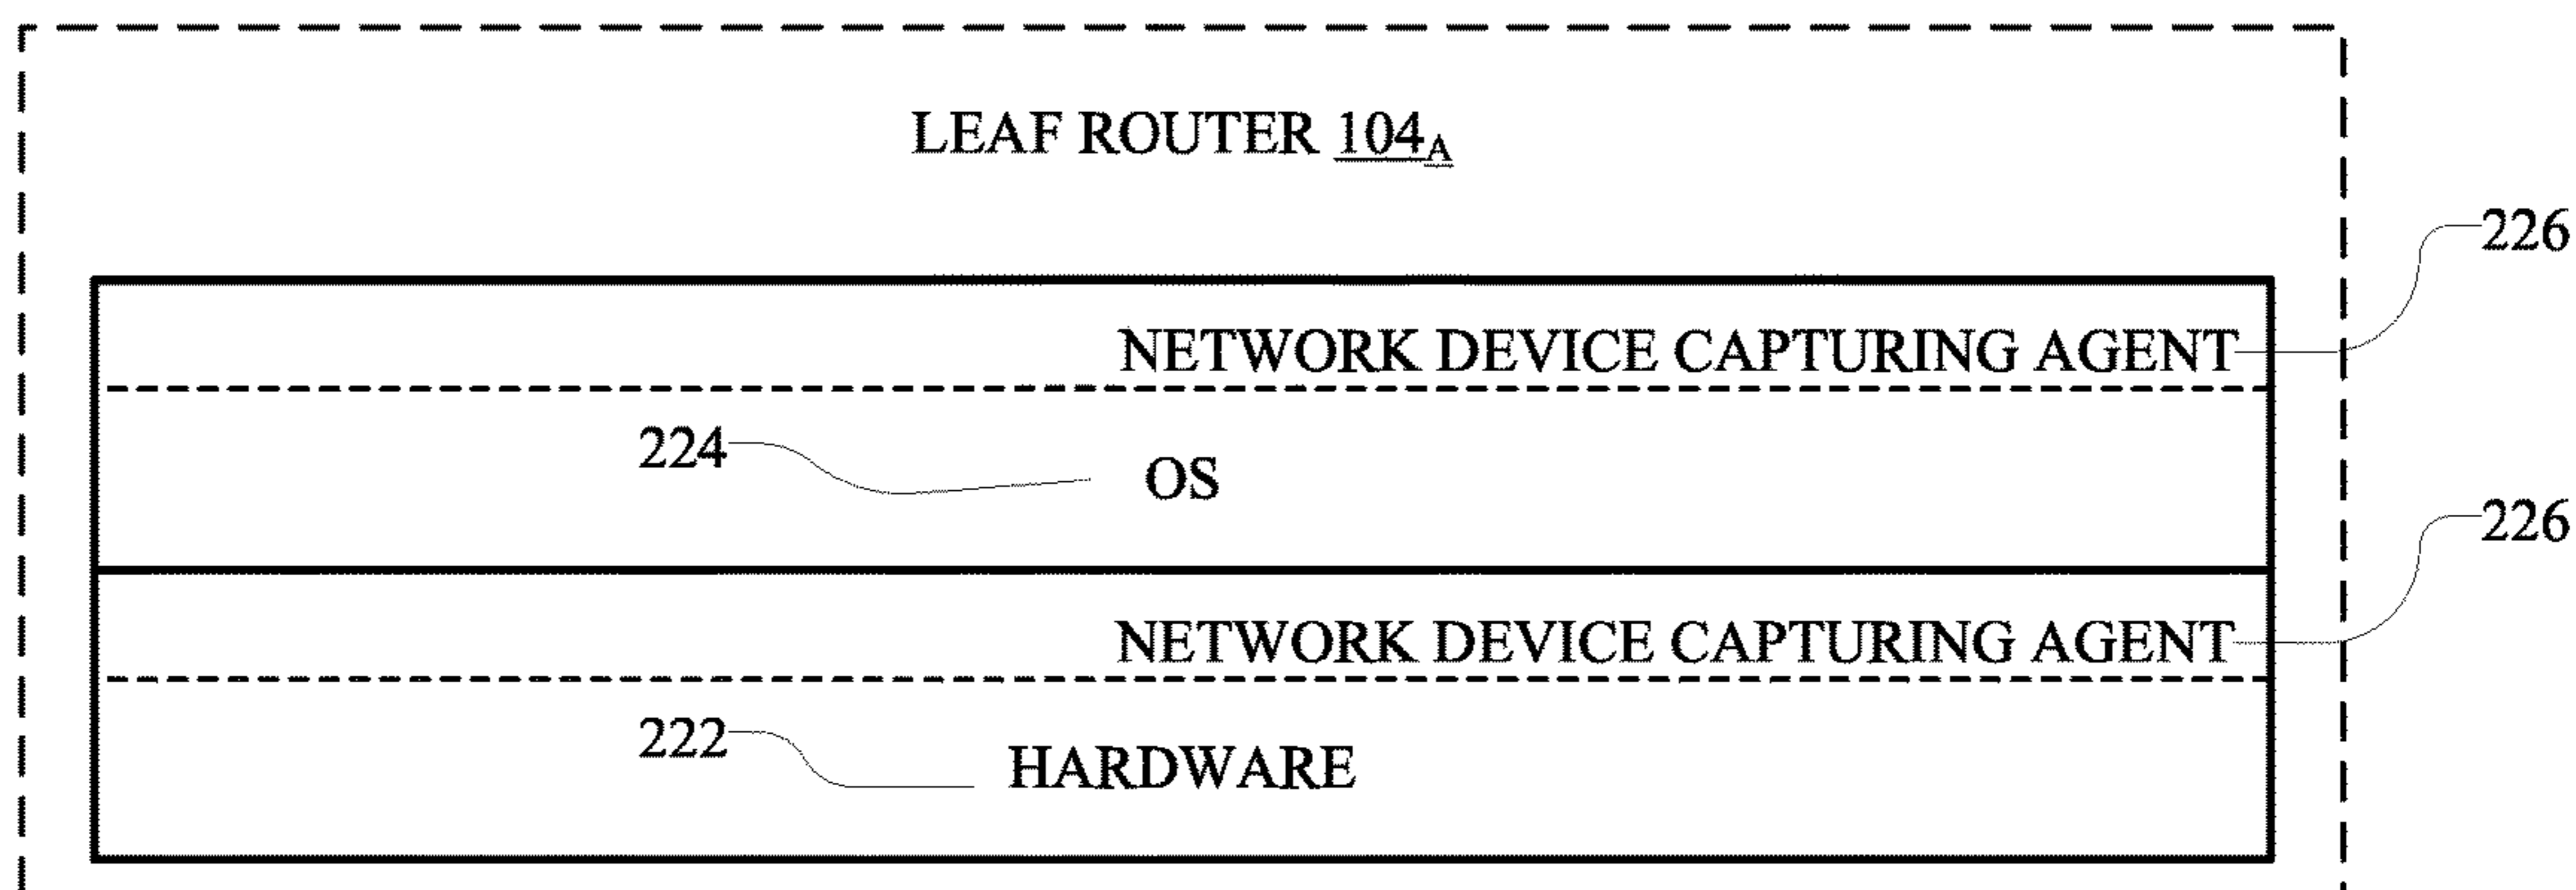 LEAF ROUTER 104A
226
NETWORK DEVICE CAPTURING AGENT
224
OS
226
NETWORK DEVICE CAPTURING AGENT
222
HARDWARE